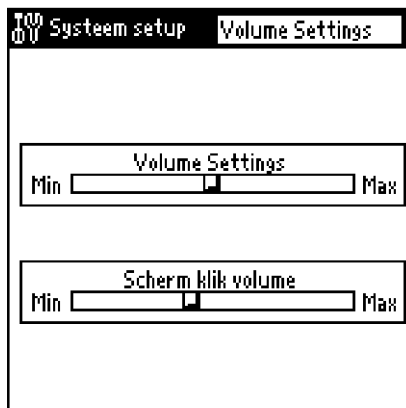 Systeem setup Volume Settings
Volume Settings
Min Max
Scherm klik volume
Min Max